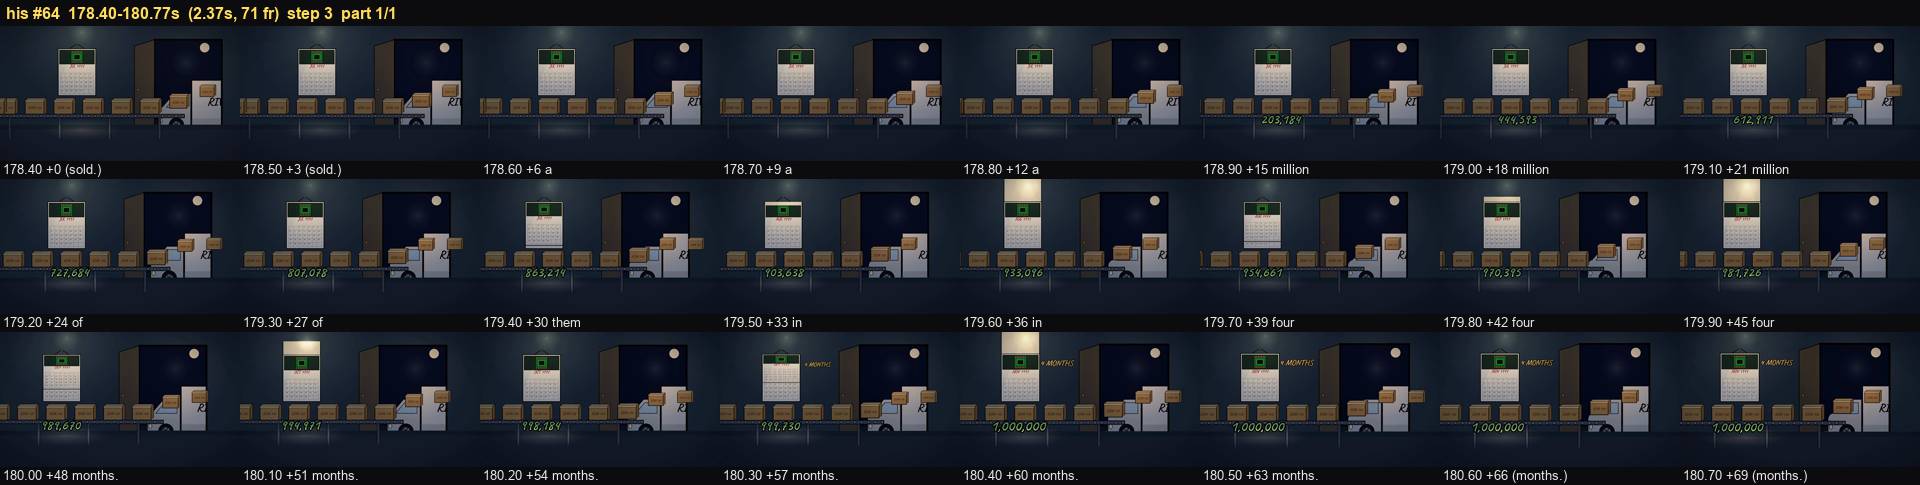 his #64 178.40-180.77s (2.37s, 71 fr) step 3 part 1/1
178.40 +0 (sold.)
178.50 +3 (sold.)
178.60 +6 a
178.70 +9 a
178.80 +12 a
203,184
178.90 +15 million
444,593
179.00 +18 million
612,911
179.10 +21 million
727,684
179.20 +24 of
807,078
179.30 +27 of
863,214
179.40 +30 them
903,638
179.50 +33 in
933,096
179.60 +36 in
954,661
179.70 +39 four
970,395
179.80 +42 four
981,726
179.90 +45 four
989,670
180.00 +48 months.
994,971
180.10 +51 months.
998,184
180.20 +54 months.
4 MONTHS
999,730
180.30 +57 months.
4 MONTHS
1,000,000
180.40 +60 months.
4 MONTHS
1,000,000
180.50 +63 months.
4 MONTHS
1,000,000
180.60 +66 (months.)
4 MONTHS
1,000,000
180.70 +69 (months.)